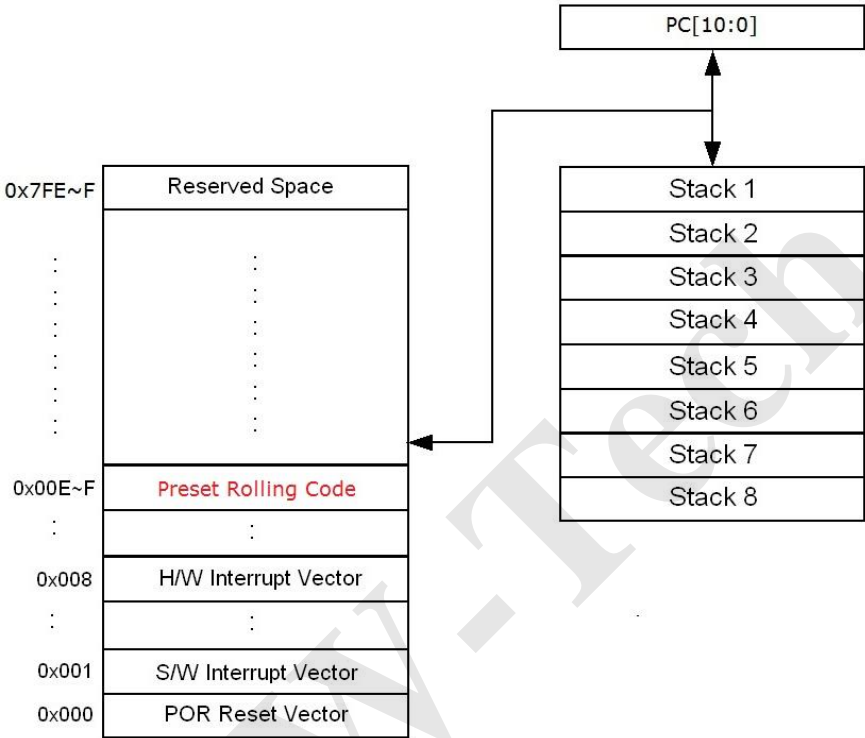 PC[10:0]
0x7FE~F Reserved Space
0x00E~F Preset Rolling Code
0x008 H/W Interrupt Vector
0x001 S/W Interrupt Vector
0x000 POR Reset Vector
Stack 1
Stack 2
Stack 3
Stack 4
Stack 5
Stack 6
Stack 7
Stack 8
W-Tech